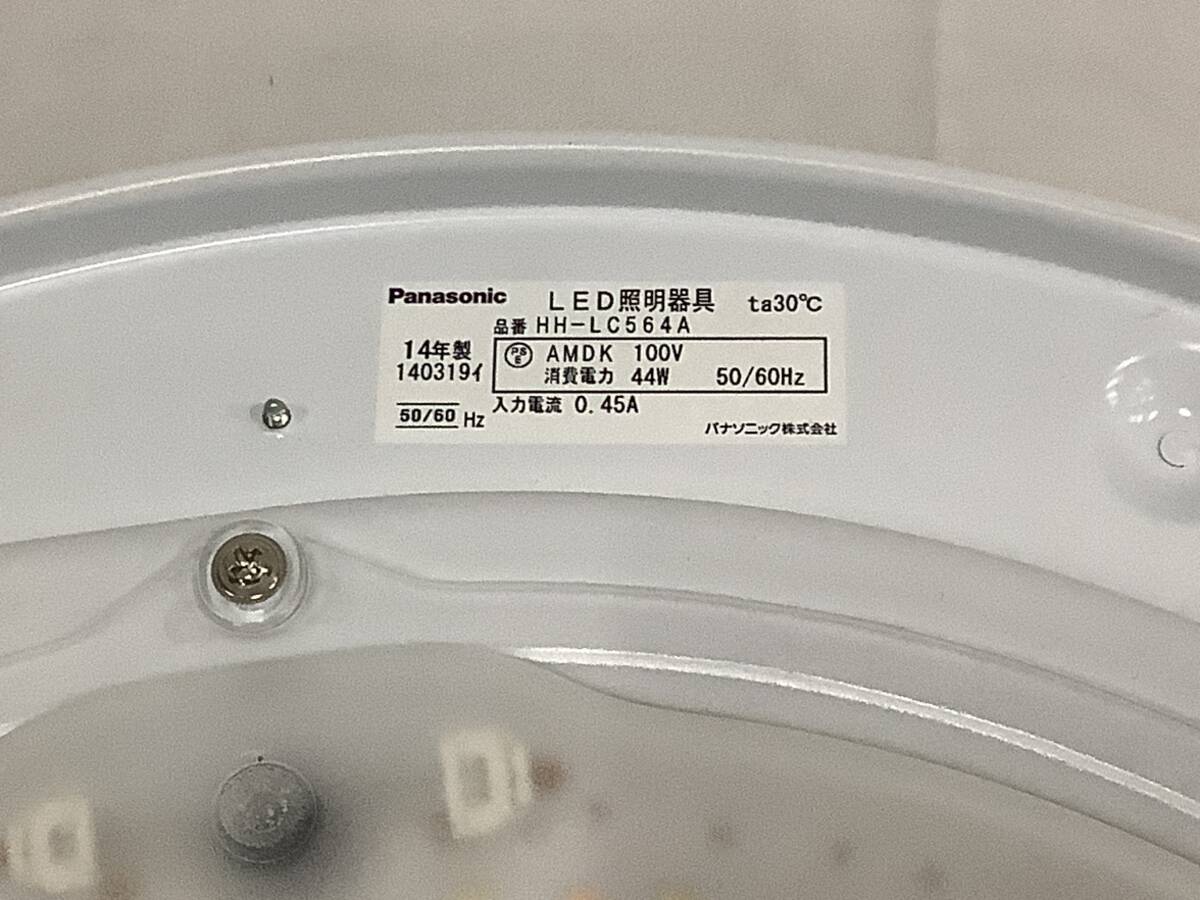 Panasonic LED照明器具 ta30℃
品番 HH-LC564A
14年製
140319ｲ
50/60 Hz
PSE AMDK 100V
消費電力 44W 50/60Hz
入力電流 0.45A
パナソニック株式会社